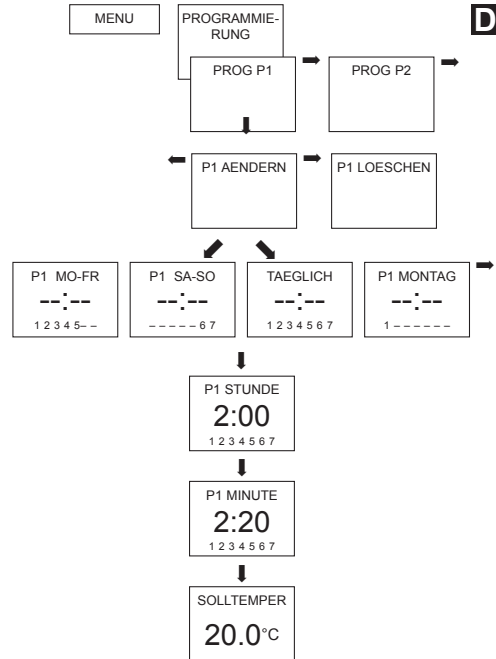 MENU
PROGRAMMIE-
RUNG
D
PROG P1
PROG P2
P1 AENDERN
P1 LOESCHEN
P1 MO-FR
--:--
1 2 3 4 5 – –
P1 SA-SO
--:--
– – – – – 6 7
TAEGLICH
--:--
1 2 3 4 5 6 7
P1 MONTAG
--:--
1 – – – – – –
P1 STUNDE
2:00
1 2 3 4 5 6 7
P1 MINUTE
2:20
1 2 3 4 5 6 7
SOLLTEMPER
20.0°C